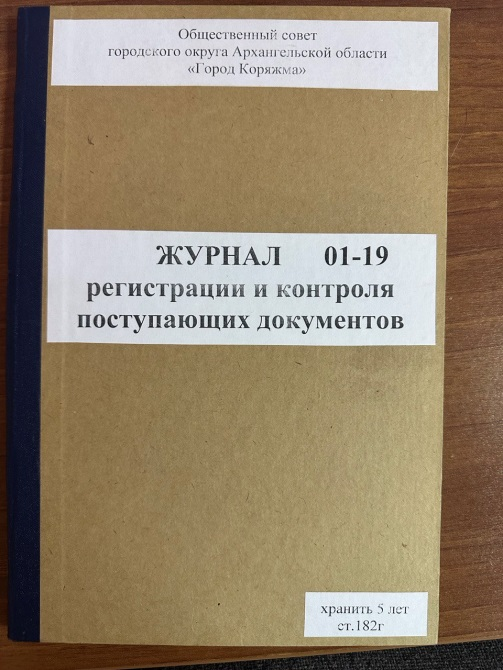 Общественный совет
городского округа Архангельской области
«Город Коряжма»
ЖУРНАЛ 01-19
регистрации и контроля
поступающих документов
хранить 5 лет
ст.182г